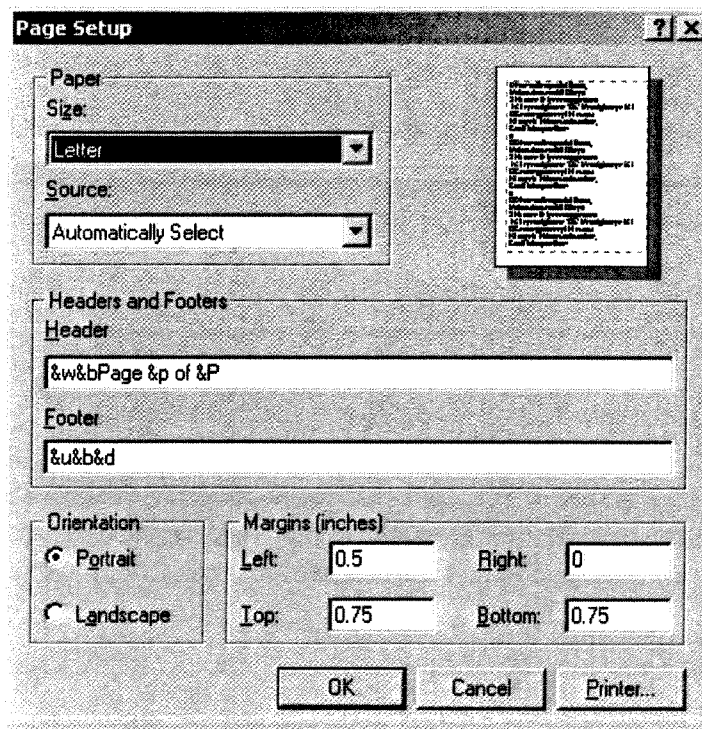 Page Setup
Paper
Size:
Letter
Source:
Automatically Select
Headers and Footers
Header
&w&bPage &p of &P
Footer
&u&b&d
Orientation
Portrait
Landscape
Margins (inches)
Left: 0.5 Right: 0
Top: 0.75 Bottom: 0.75
OK Cancel Printer...